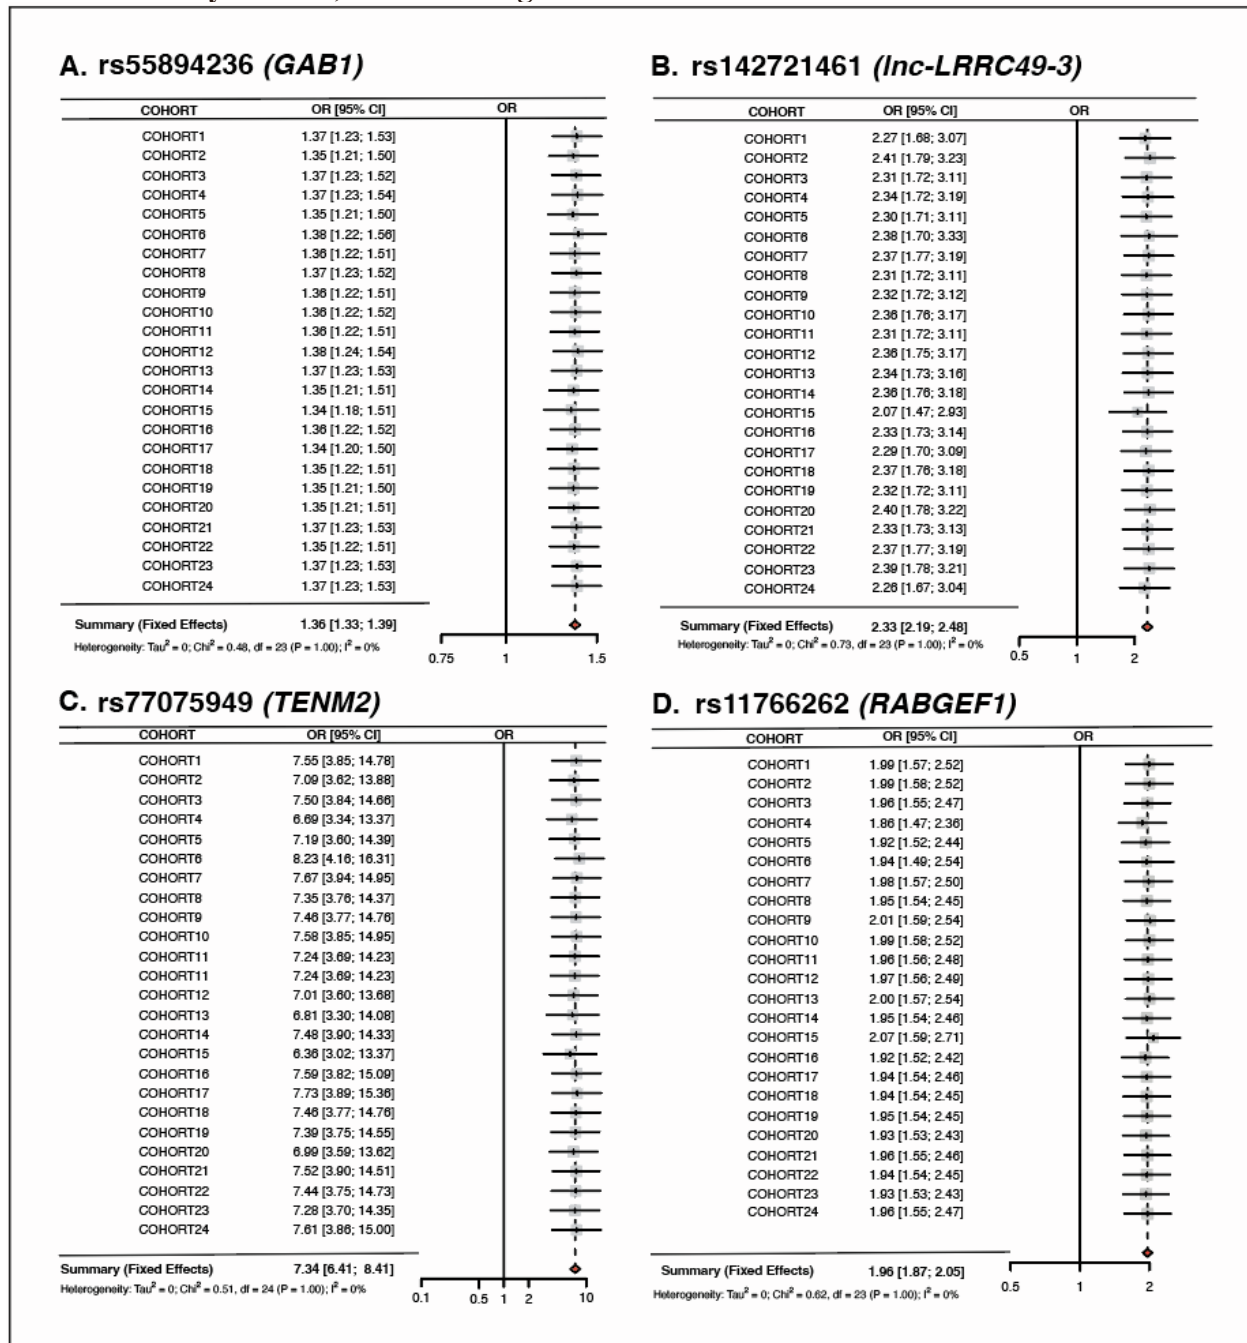 A. rs55894236 (GAB1)
COHORT OR [95% CI] OR
COHORT1 1.37 [1.23; 1.53]
COHORT2 1.35 [1.21; 1.50]
COHORT3 1.37 [1.23; 1.52]
COHORT4 1.37 [1.23; 1.54]
COHORT5 1.35 [1.21; 1.50]
COHORT6 1.38 [1.22; 1.56]
COHORT7 1.36 [1.22; 1.51]
COHORT8 1.37 [1.23; 1.52]
COHORT9 1.36 [1.22; 1.51]
COHORT10 1.36 [1.22; 1.52]
COHORT11 1.36 [1.22; 1.51]
COHORT12 1.38 [1.24; 1.54]
COHORT13 1.37 [1.23; 1.53]
COHORT14 1.35 [1.21; 1.51]
COHORT15 1.34 [1.18; 1.51]
COHORT16 1.36 [1.22; 1.52]
COHORT17 1.34 [1.20; 1.50]
COHORT18 1.35 [1.22; 1.51]
COHORT19 1.35 [1.21; 1.50]
COHORT20 1.35 [1.21; 1.51]
COHORT21 1.37 [1.23; 1.53]
COHORT22 1.35 [1.22; 1.51]
COHORT23 1.37 [1.23; 1.53]
COHORT24 1.37 [1.23; 1.53]
Summary (Fixed Effects) 1.36 [1.33; 1.39]
Heterogeneity: Tau² = 0; Chi² = 0.48, df = 23 (P = 1.00); I² = 0%
0.75 1 1.5
B. rs142721461 (lnc-LRRC49-3)
COHORT OR [95% CI] OR
COHORT1 2.27 [1.68; 3.07]
COHORT2 2.41 [1.79; 3.23]
COHORT3 2.31 [1.72; 3.11]
COHORT4 2.34 [1.72; 3.19]
COHORT5 2.30 [1.71; 3.11]
COHORT6 2.38 [1.70; 3.33]
COHORT7 2.37 [1.77; 3.19]
COHORT8 2.31 [1.72; 3.11]
COHORT9 2.32 [1.72; 3.12]
COHORT10 2.36 [1.76; 3.17]
COHORT11 2.31 [1.72; 3.11]
COHORT12 2.36 [1.75; 3.17]
COHORT13 2.34 [1.73; 3.16]
COHORT14 2.36 [1.76; 3.18]
COHORT15 2.07 [1.47; 2.93]
COHORT16 2.33 [1.73; 3.14]
COHORT17 2.29 [1.70; 3.09]
COHORT18 2.37 [1.76; 3.18]
COHORT19 2.32 [1.72; 3.11]
COHORT20 2.40 [1.78; 3.22]
COHORT21 2.33 [1.73; 3.13]
COHORT22 2.37 [1.77; 3.19]
COHORT23 2.39 [1.78; 3.21]
COHORT24 2.26 [1.67; 3.04]
Summary (Fixed Effects) 2.33 [2.19; 2.48]
Heterogeneity: Tau² = 0; Chi² = 0.73, df = 23 (P = 1.00); I² = 0%
0.5 1 2
C. rs77075949 (TENM2)
COHORT OR [95% CI] OR
COHORT1 7.55 [3.85; 14.78]
COHORT2 7.09 [3.62; 13.88]
COHORT3 7.50 [3.84; 14.66]
COHORT4 6.69 [3.34; 13.37]
COHORT5 7.19 [3.60; 14.39]
COHORT6 8.23 [4.16; 16.31]
COHORT7 7.67 [3.94; 14.95]
COHORT8 7.35 [3.76; 14.37]
COHORT9 7.46 [3.77; 14.76]
COHORT10 7.58 [3.85; 14.95]
COHORT11 7.24 [3.69; 14.23]
COHORT11 7.24 [3.69; 14.23]
COHORT12 7.01 [3.60; 13.68]
COHORT13 6.81 [3.30; 14.08]
COHORT14 7.48 [3.90; 14.33]
COHORT15 6.36 [3.02; 13.37]
COHORT16 7.59 [3.82; 15.09]
COHORT17 7.73 [3.89; 15.36]
COHORT18 7.46 [3.77; 14.76]
COHORT19 7.39 [3.75; 14.55]
COHORT20 6.99 [3.59; 13.62]
COHORT21 7.52 [3.90; 14.51]
COHORT22 7.44 [3.75; 14.73]
COHORT23 7.28 [3.70; 14.35]
COHORT24 7.61 [3.86; 15.00]
Summary (Fixed Effects) 7.34 [6.41; 8.41]
Heterogeneity: Tau² = 0; Chi² = 0.51, df = 24 (P = 1.00); I² = 0%
0.1 0.5 1 2 10
D. rs11766262 (RABGEF1)
COHORT OR [95% CI] OR
COHORT1 1.99 [1.57; 2.52]
COHORT2 1.99 [1.58; 2.52]
COHORT3 1.96 [1.55; 2.47]
COHORT4 1.86 [1.47; 2.36]
COHORT5 1.92 [1.52; 2.44]
COHORT6 1.94 [1.49; 2.54]
COHORT7 1.98 [1.57; 2.50]
COHORT8 1.95 [1.54; 2.45]
COHORT9 2.01 [1.59; 2.54]
COHORT10 1.99 [1.58; 2.52]
COHORT11 1.96 [1.56; 2.48]
COHORT12 1.97 [1.56; 2.49]
COHORT13 2.00 [1.57; 2.54]
COHORT14 1.95 [1.54; 2.46]
COHORT15 2.07 [1.59; 2.71]
COHORT16 1.92 [1.52; 2.42]
COHORT17 1.94 [1.54; 2.46]
COHORT18 1.94 [1.54; 2.45]
COHORT19 1.95 [1.54; 2.45]
COHORT20 1.93 [1.53; 2.43]
COHORT21 1.96 [1.55; 2.46]
COHORT22 1.94 [1.54; 2.45]
COHORT23 1.93 [1.53; 2.43]
COHORT24 1.96 [1.55; 2.47]
Summary (Fixed Effects) 1.96 [1.87; 2.05]
Heterogeneity: Tau² = 0; Chi² = 0.62, df = 23 (P = 1.00); I² = 0%
0.5 1 2